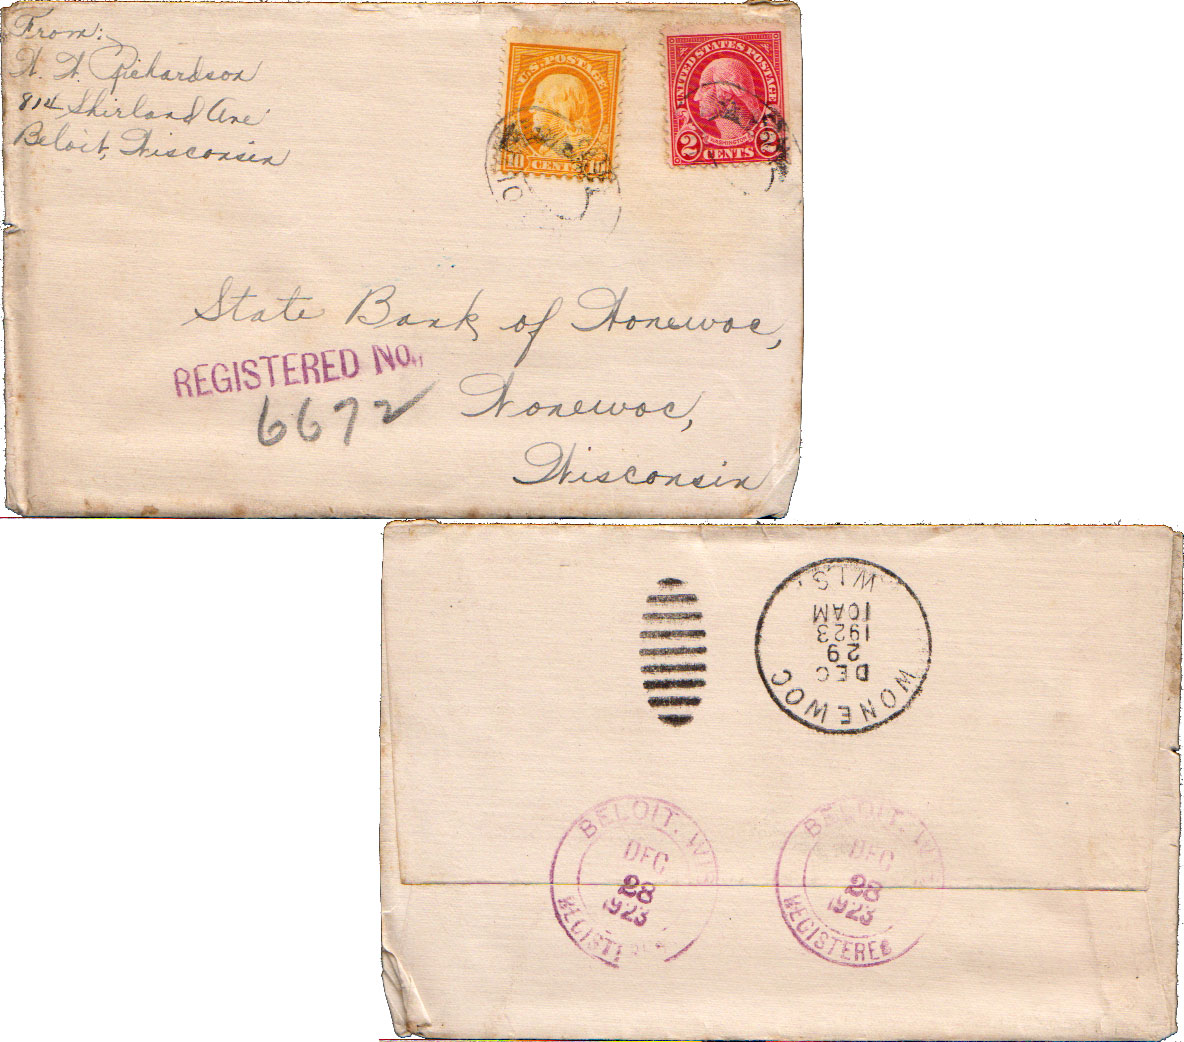 From:
W. W. Richardson
814 Shirland Ave
Beloit, Wisconsin
U.S. POSTAGE
10 CENTS 10
UNITED STATES POSTAGE
WASHINGTON
2 CENTS 2
State Bank of Wonewoc,
REGISTERED No.
6672
Wonewoc,
Wisconsin
WONEWOC
DEC
29
1923
10AM
WIS.
BELOIT, WIS
DEC
28
1923
REGISTERED
BELOIT, WIS
DEC
28
1923
REGISTERED